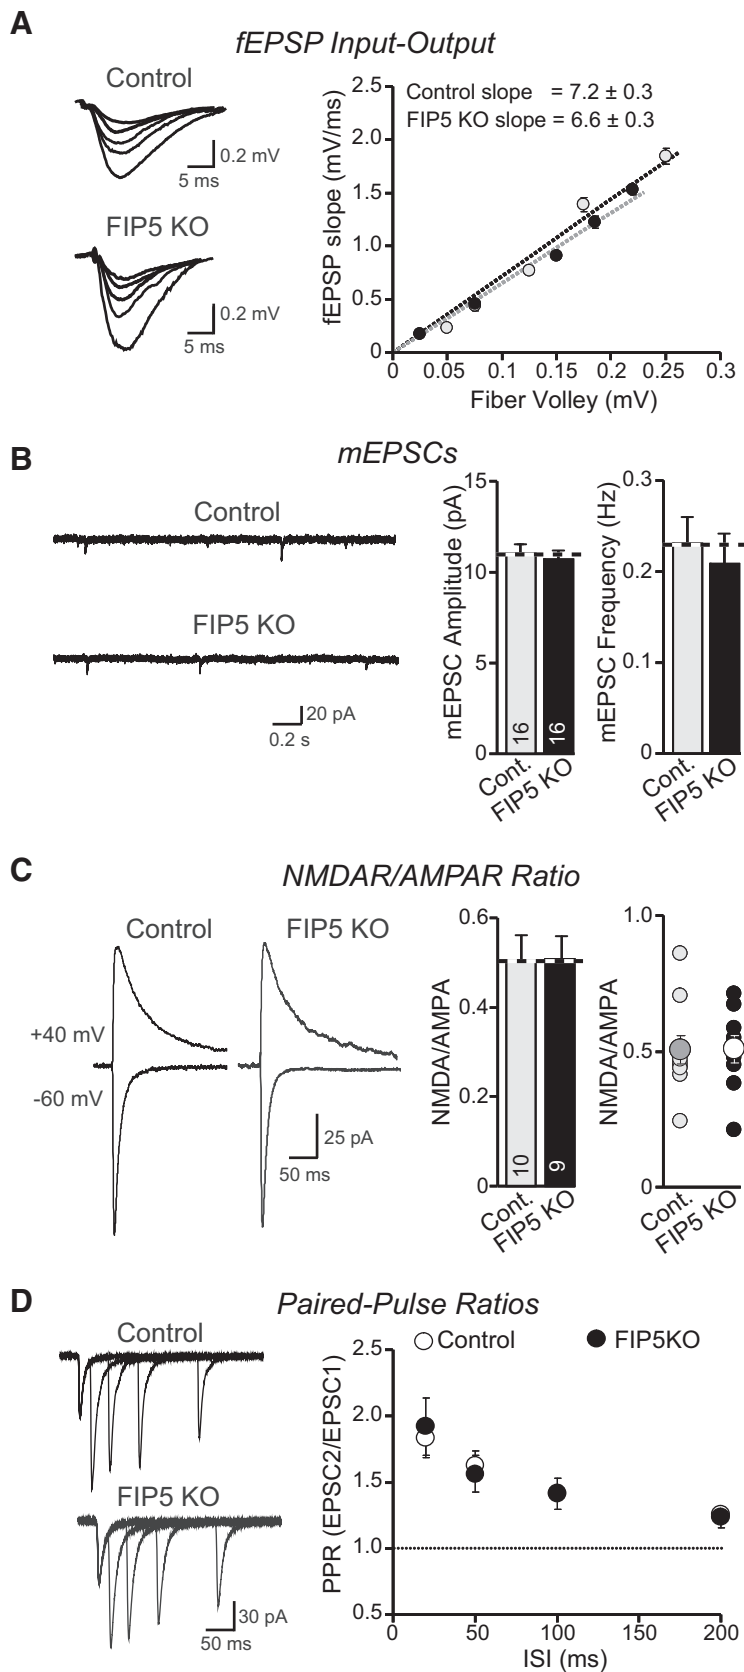 A
fEPSP Input-Output
Control
0.2 mV
5 ms
FIP5 KO
0.2 mV
5 ms
fEPSP slope (mV/ms)
2.5
2.0
1.5
1.0
0.5
0
Control slope = 7.2 ± 0.3
FIP5 KO slope = 6.6 ± 0.3
0 0.05 0.1 0.15 0.2 0.25 0.3
Fiber Volley (mV)
B
mEPSCs
Control
FIP5 KO
20 pA
0.2 s
mEPSC Amplitude (pA)
15
10
5
0
16
16
Cont.
FIP5 KO
mEPSC Frequency (Hz)
0.3
0.2
0.1
0
Cont.
FIP5 KO
C
NMDAR/AMPAR Ratio
Control
FIP5 KO
+40 mV
-60 mV
25 pA
50 ms
NMDA/AMPA
0.6
0.4
0.2
0
10
9
Cont.
FIP5 KO
NMDA/AMPA
1.0
0.5
0
Cont.
FIP5 KO
D
Paired-Pulse Ratios
Control
FIP5 KO
30 pA
50 ms
PPR (EPSC2/EPSC1)
2.5
2.0
1.5
1.0
0.5
Control
FIP5KO
0 50 100 150 200
ISI (ms)